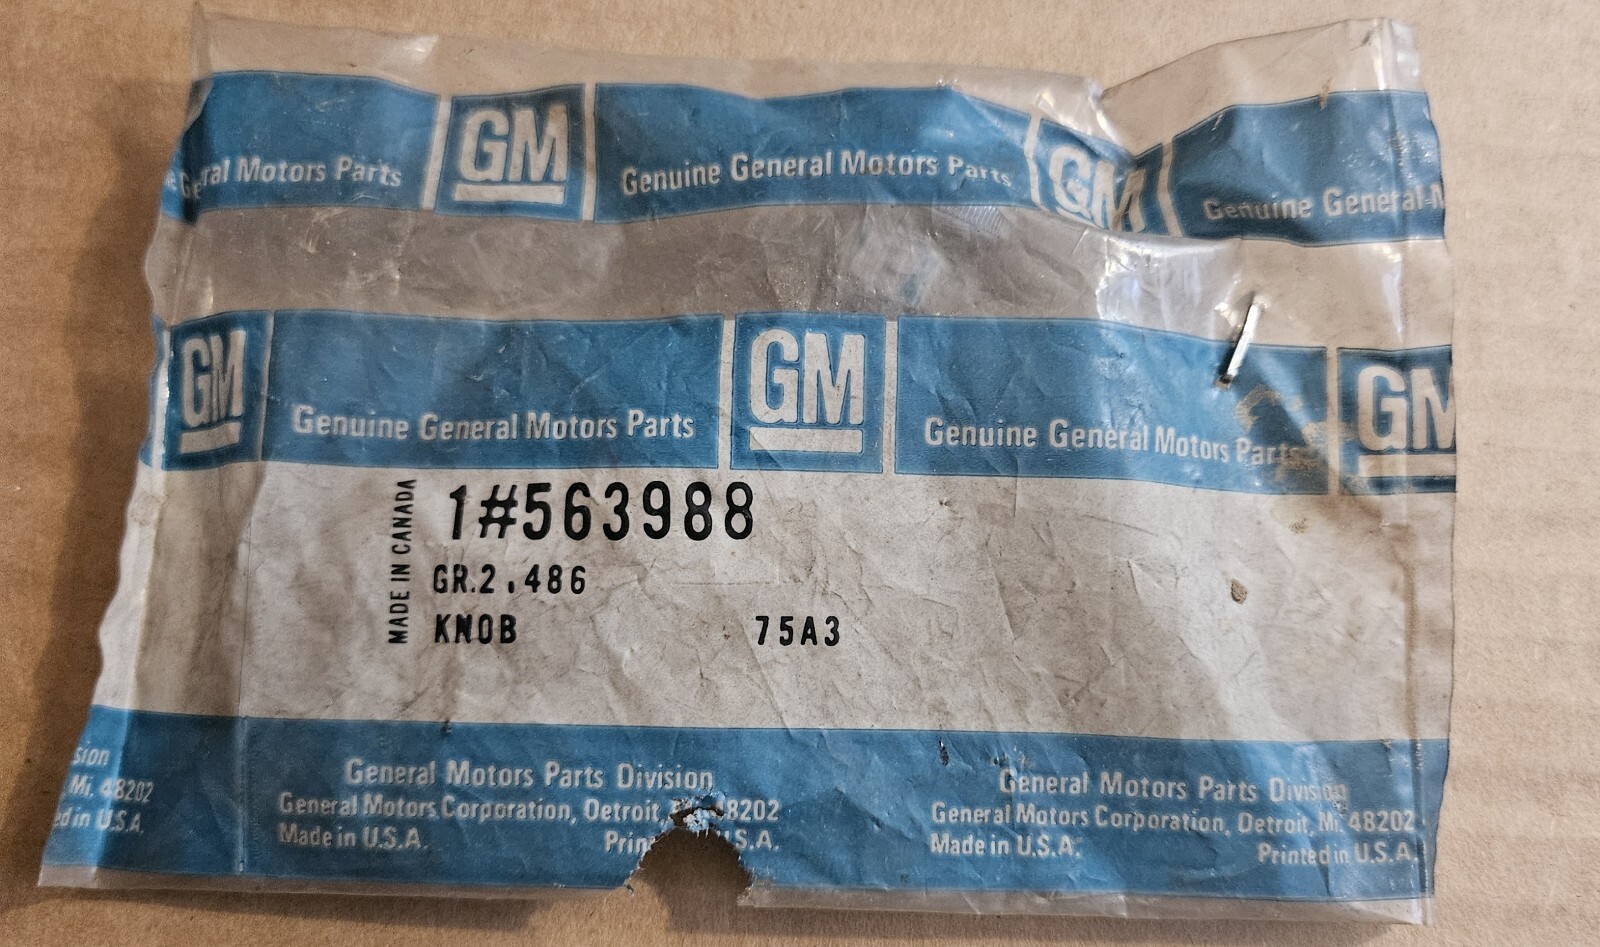 General Motors Parts GM Genuine General Motors Parts GM Genuine General
GM Genuine General Motors Parts GM Genuine General Motors Parts GM
MADE IN CANADA
1#563988
GR.2.486
KNOB 75A3
General Motors Parts Division
General Motors Corporation, Detroit, 48202
Made in U.S.A. U.S.A.
General Motors Parts Division
General Motors Corporation, Detroit, Mi. 48202
Made in U.S.A. Printed in U.S.A.
sion
Mi. 48202
ed in U.S.A.